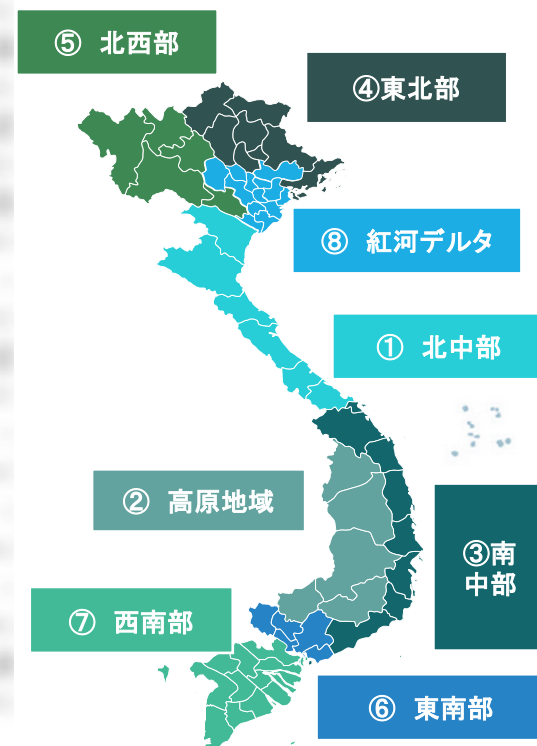 ⑤ 北西部
④東北部
⑧ 紅河デルタ
① 北中部
② 高原地域
③南
中部
⑦ 西南部
⑥ 東南部